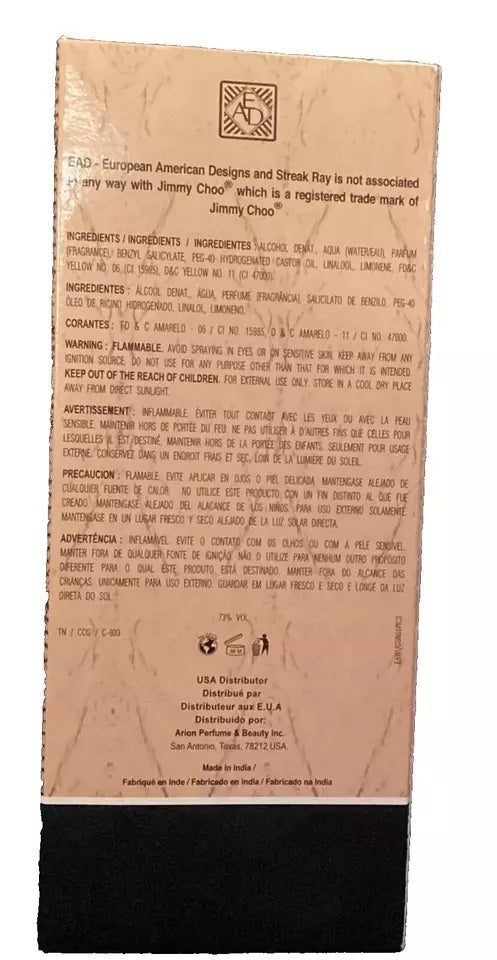 EAD
EAD - European American Designs and Streak Ray is not associated
in any way with Jimmy Choo® which is a registered trade mark of
Jimmy Choo®
INGREDIENTS / INGRÉDIENTS / INGREDIENTES : ALCOHOL DENAT., AQUA (WATER/EAU), PARFUM
(FRAGRANCE), BENZYL SALICYLATE, PEG-40 HYDROGENATED CASTOR OIL, LINALOOL, LIMONENE, FD&C
YELLOW NO. 06 (CI 15985), D&C YELLOW NO. 11 (CI 47000).
INGREDIENTES : ÁLCOOL DENAT., ÁGUA, PERFUME (FRAGRÂNCIA), SALICILATO DE BENZILO, PEG-40
ÓLEO DE RICINO HIDROGENADO, LINALOL, LIMONENO.
CORANTES : FD & C AMARELO - 06 / CI NO 15985, D & C AMARELO - 11 / CI NO 47000.
WARNING : FLAMMABLE. AVOID SPRAYING IN EYES OR ON SENSITIVE SKIN. KEEP AWAY FROM ANY
IGNITION SOURCE. DO NOT USE FOR ANY PURPOSE OTHER THAN THAT FOR WHICH IT IS INTENDED.
KEEP OUT OF THE REACH OF CHILDREN. FOR EXTERNAL USE ONLY. STORE IN A COOL DRY PLACE
AWAY FROM DIRECT SUNLIGHT.
AVERTISSEMENT : INFLAMMABLE. ÉVITER TOUT CONTACT AVEC LES YEUX OU AVEC LA PEAU
SENSIBLE. MAINTENIR HORS DE PORTÉE DU FEU. NE PAS UTILISER À D'AUTRES FINS QUE CELLES POUR
LESQUELLES IL EST DESTINÉ. MAINTENIR HORS DE LA PORTÉE DES ENFANTS. SEULEMENT POUR USAGE
EXTERNE. CONSERVEZ DANS UN ENDROIT FRAIS ET SEC, LOIN DE LA LUMIÈRE DU SOLEIL.
PRECAUCION : FLAMABLE. EVITE APLICAR EN OJOS O PIEL DELICADA. MANTENGASE ALEJADO DE
CUALQUIER FUENTE DE CALOR. NO UTILICE ESTE PRODUCTO CON UN FIN DISTINTO AL QUE FUE
CREADO. MANTENGASE ALEJADO DEL ALACANCE DE LOS NIÑOS. PARA USO EXTERNO SOLAMENTE.
MANTENGASE EN UN LUGAR FRESCO Y SECO ALEJADO DE LA LUZ SOLAR DIRECTA.
ADVERTÊNCIA : INFLAMÁVEL. EVITE O CONTATO COM OS OLHOS OU COM A PELE SENSÍVEL.
MANTER FORA DE QUALQUER FONTE DE IGNIÇÃO. NÃO O UTILIZE PARA NENHUM OUTRO PROPÓSITO
DIFERENTE PARA O QUAL ESTE PRODUTO ESTÁ DESTINADO. MANTER FORA DO ALCANCE DAS
CRIANÇAS. UNICAMENTE PARA USO EXTERNO. GUARDAR EM LUGAR FRESCO E SECO E LONGE DA LUZ
DIRETA DO SOL.
- 73% VOL. -
TN / COS / C-933
USA Distributor
Distribué par
Distributeur aux E.U.A
Distribuido por:
Arion Perfume & Beauty Inc.
San Antonio, Texas, 78212 USA.
Made in India /
Fabriqué en Inde / Fabricado en India / Fabricado na India